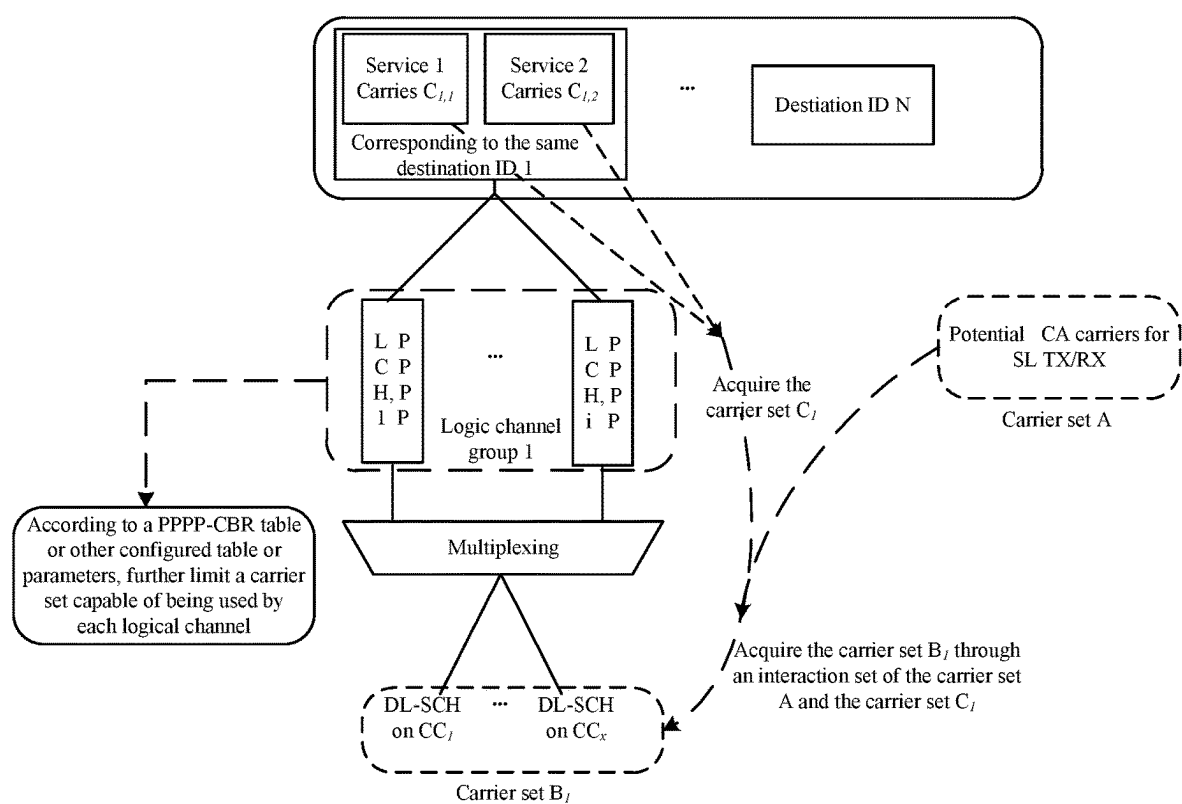 Service 1
Carries C1,1
Service 2
Carries C1,2
...
Destiation ID N
Corresponding to the same
destination ID 1
L P
C P
H, P
1 P
...
L P
C P
H, P
i P
Logic channel
group 1
Acquire the
carrier set C1
Potential CA carriers for
SL TX/RX
Carrier set A
According to a PPPP-CBR table
or other configured table or
parameters, further limit a carrier
set capable of being used by
each logical channel
Multiplexing
Acquire the carrier set B1 through
an interaction set of the carrier set
A and the carrier set C1
DL-SCH
on CC1
...
DL-SCH
on CCx
Carrier set B1